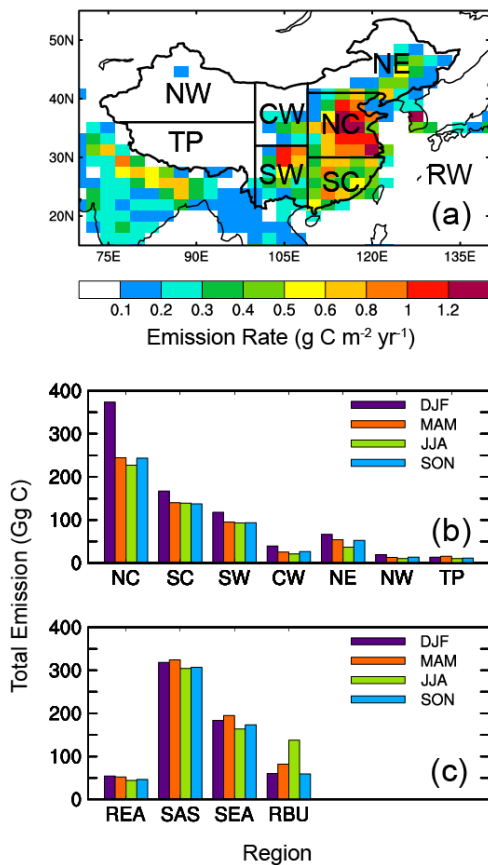 50N
40N
30N
20N
NW
NE
CW
NC
TP
SW
SC
RW
(a)
75E 90E 105E 120E 135E
0.1 0.2 0.3 0.4 0.5 0.6 0.8 1 1.2
Emission Rate (g C m⁻² yr⁻¹)
Total Emission (Gg C)
400
300
200
100
0
DJF
MAM
JJA
SON
(b)
NC SC SW CW NE NW TP
400
300
200
100
0
DJF
MAM
JJA
SON
(c)
REA SAS SEA RBU
Region